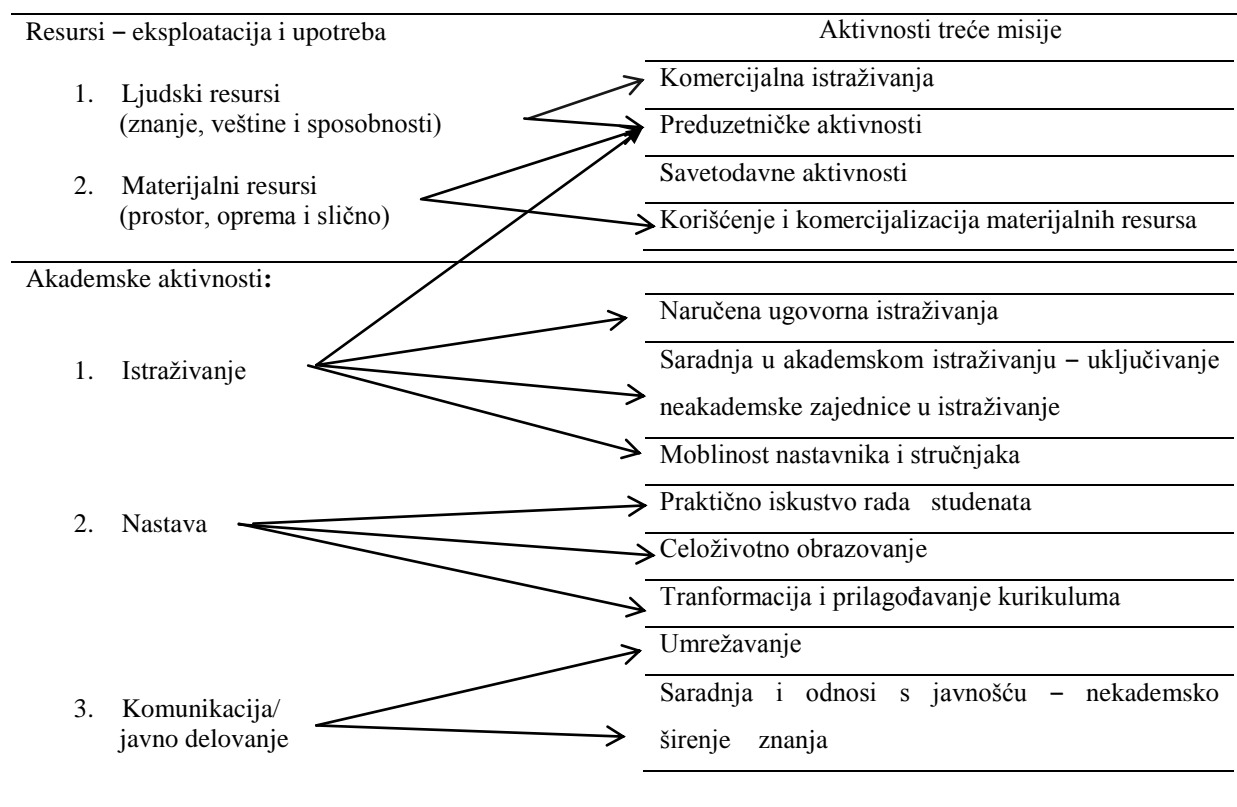 Resursi – eksploatacija i upotreba
Aktivnosti treće misije
1. Ljudski resursi
(znanje, veštine i sposobnosti)
2. Materijalni resursi
(prostor, oprema i slično)
Komercijalna istraživanja
Preduzetničke aktivnosti
Savetodavne aktivnosti
Korišćenje i komercijalizacija materijalnih resursa
Akademske aktivnosti:
1. Istraživanje
Naručena ugovorna istraživanja
Saradnja u akademskom istraživanju – uključivanje
neakademske zajednice u istraživanje
Moblinost nastavnika i stručnjaka
2. Nastava
Praktično iskustvo rada studenata
Celoživotno obrazovanje
Tranformacija i prilagođavanje kurikuluma
3. Komunikacija/
javno delovanje
Umrežavanje
Saradnja i odnosi s javnošću – nekademsko
širenje znanja